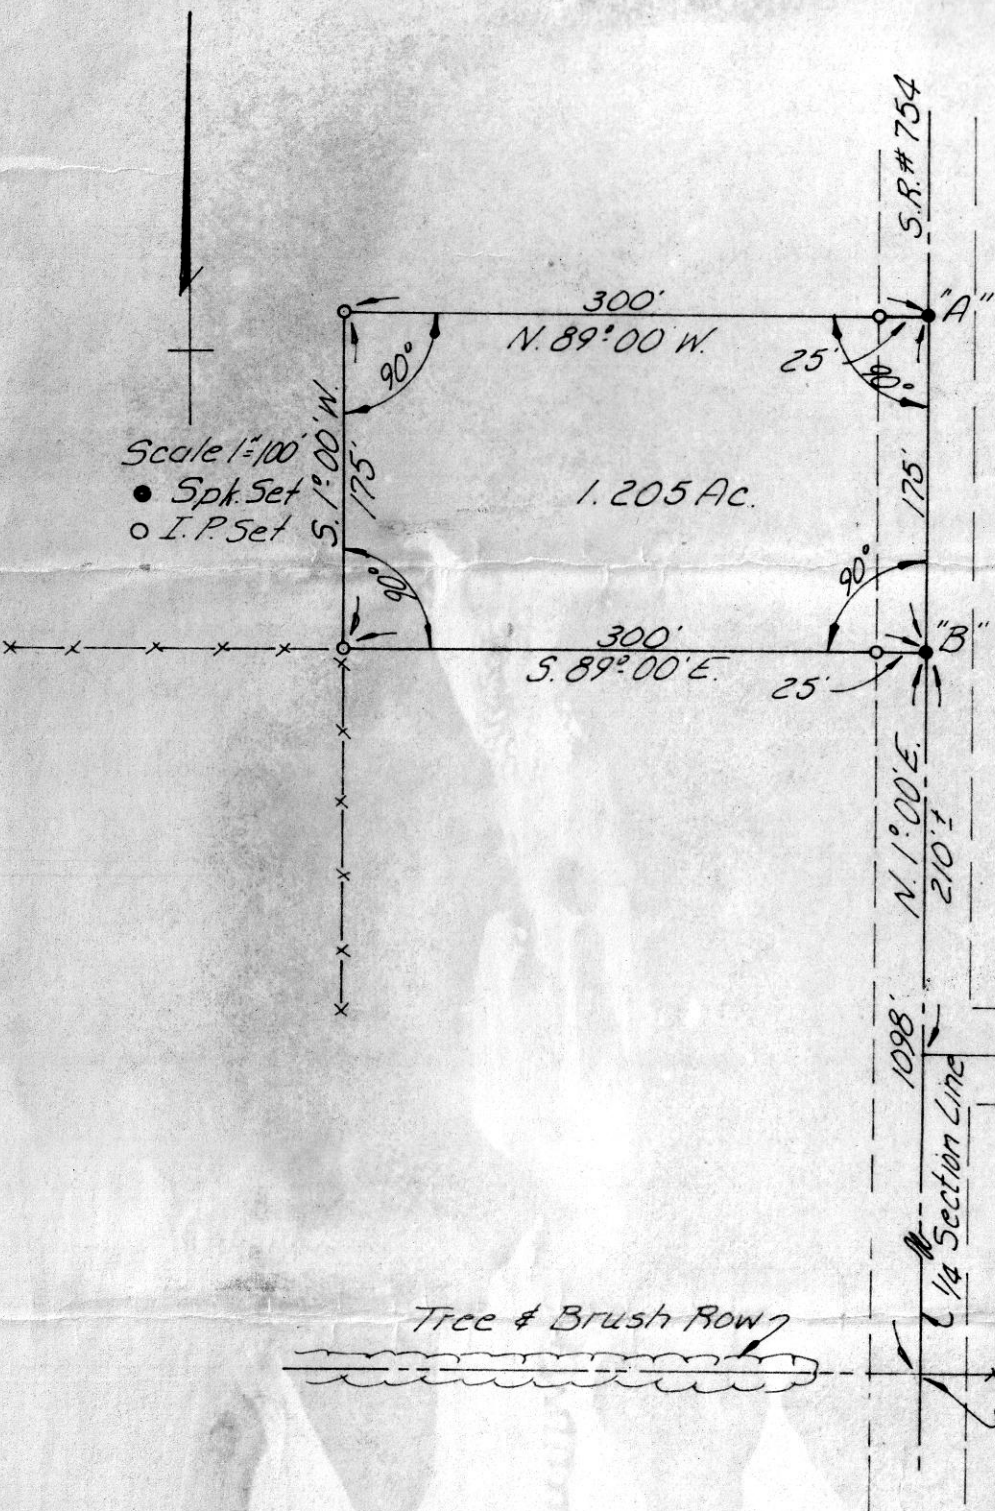 S.R.# 754
300'
"A"
N. 89°00' W.
25'
90°
90°
Scale 1"=100'
S. 1°00' W.
175'
175'
Spk. Set
1.205 Ac.
I.P. Set
90°
90°
300'
"B"
S. 89°00' E.
25'
N. 1°00' E.
210'±
1098'
1/4 Section Line
Tree & Brush Row